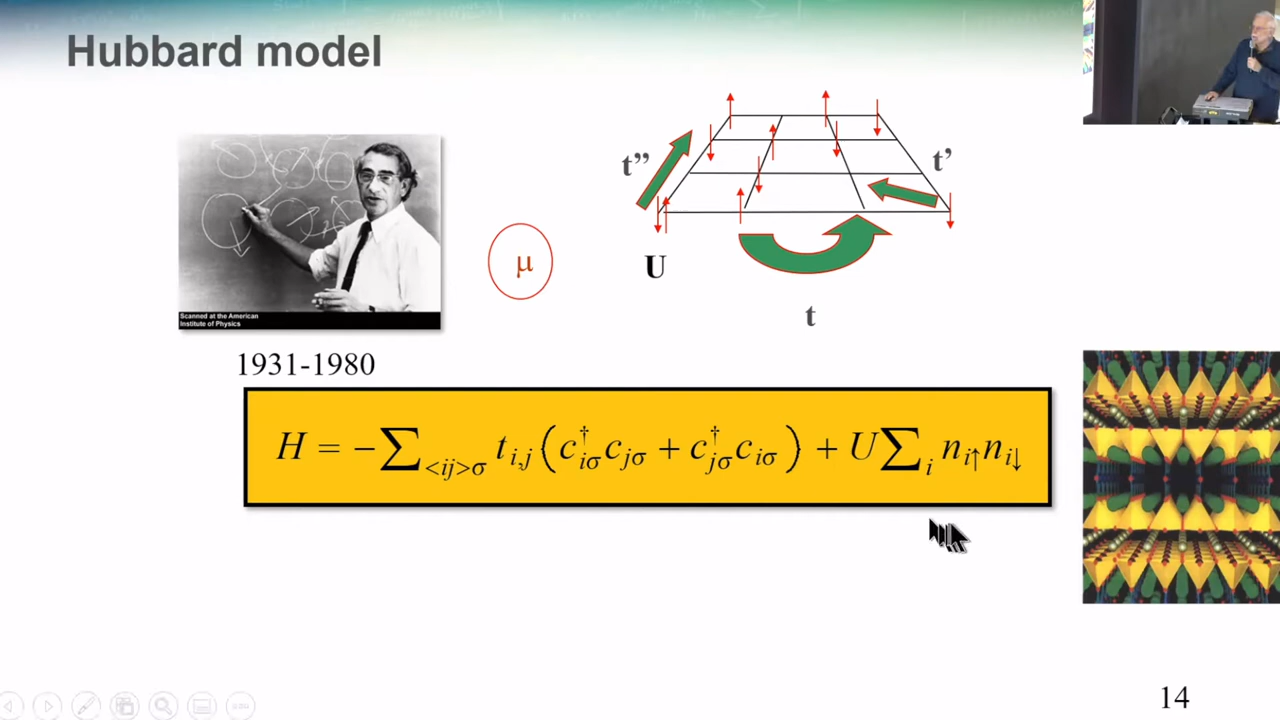 Hubbard model
t”
t’
μ
U
t
Scanned at the American
Institute of Physics
1931-1980
H = −∑<ij>σ ti,j (c†iσ cjσ + c†jσ ciσ) + U∑i ni↑ni↓
14